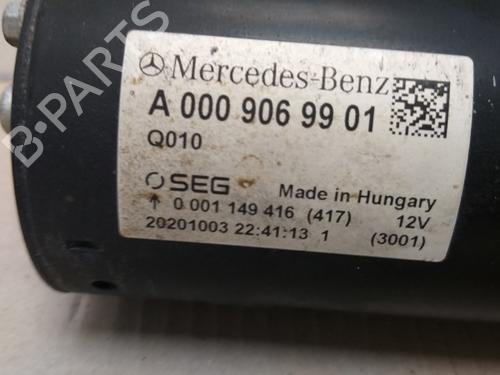 Mercedes-Benz
A 000 906 99 01
Q010
SEG Made in Hungary
↑ 0 001 149 416 (417) 12V
20201003 22:41:13 1 (3001)
B-PARTS